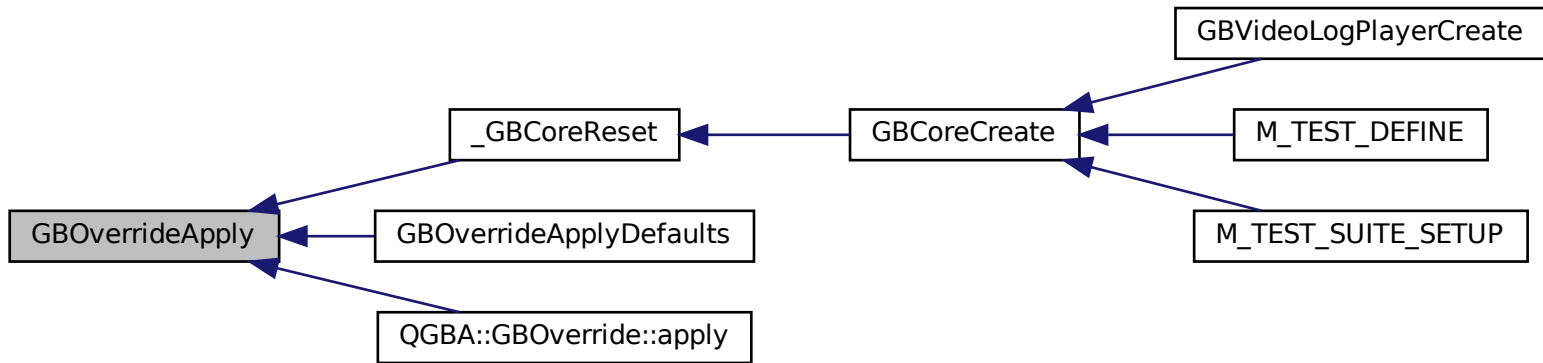 GBVideoLogPlayerCreate
_GBCoreReset
GBCoreCreate
M_TEST_DEFINE
GBOverrideApply
GBOverrideApplyDefaults
M_TEST_SUITE_SETUP
QGBA::GBOverride::apply